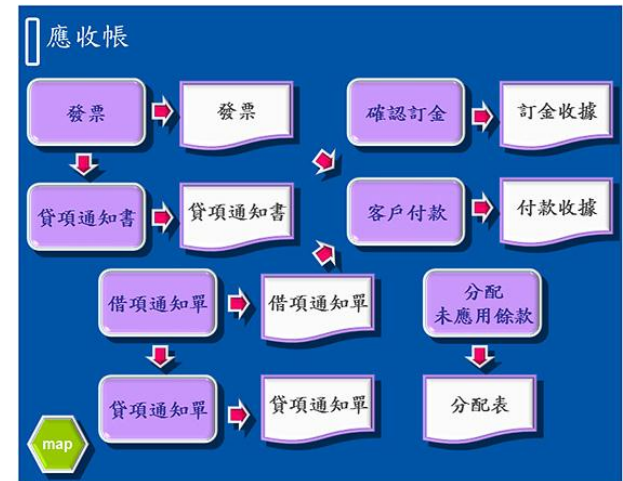 應收帳
發票
發票
確認訂金
訂金收據
貸項通知書
貸項通知書
客戶付款
付款收據
借項通知單
借項通知單
分配
未應用餘款
貸項通知單
貸項通知單
分配表
map